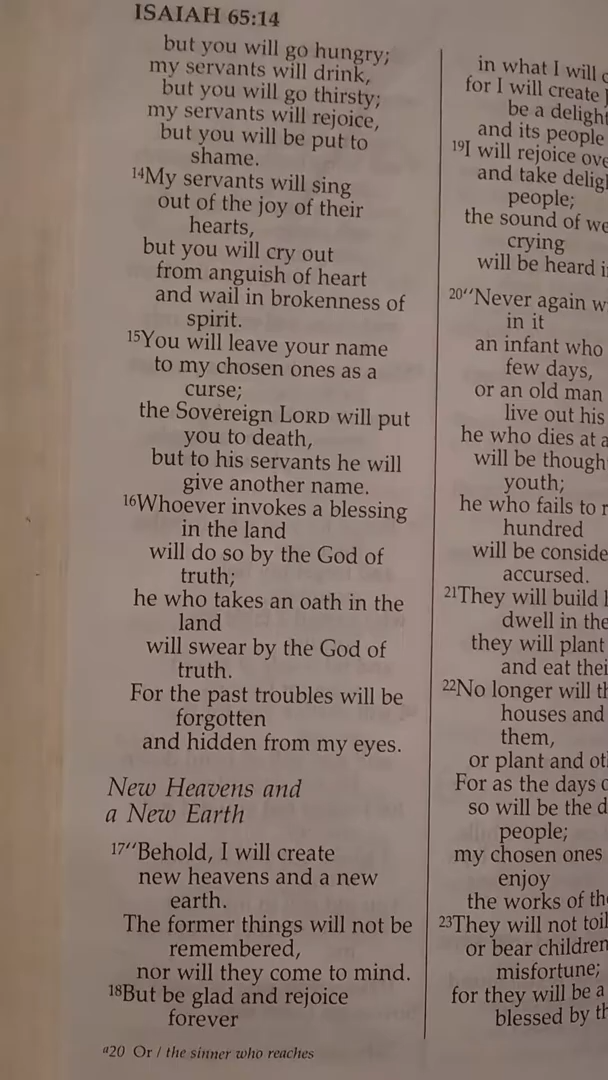 ISAIAH 65:14
but you will go hungry;
my servants will drink,
but you will go thirsty;
my servants will rejoice,
but you will be put to
shame.
14My servants will sing
out of the joy of their
hearts,
but you will cry out
from anguish of heart
and wail in brokenness of
spirit.
15You will leave your name
to my chosen ones as a
curse;
the Sovereign LORD will put
you to death,
but to his servants he will
give another name.
16Whoever invokes a blessing
in the land
will do so by the God of
truth;
he who takes an oath in the
land
will swear by the God of
truth.
For the past troubles will be
forgotten
and hidden from my eyes.
New Heavens and
a New Earth
17“Behold, I will create
new heavens and a new
earth.
The former things will not be
remembered,
nor will they come to mind.
18But be glad and rejoice
forever
a20 Or / the sinner who reaches
in what I will
for I will create
be a delight
and its people
19I will rejoice
and take
people;
the sound of
crying
will be heard
20“Never again
in it
an infant who
few days,
or an old man
live out his
he who dies at a
will be
youth;
he who fails to
hundred
will be
accursed.
21They will build
dwell in the
they will plant
and eat
22No longer will
houses and
them,
or plant and
For as the days
so will be the
people;
my chosen ones
enjoy
the works of
23They will not toil
or bear children
misfortune;
for they will be a
blessed by